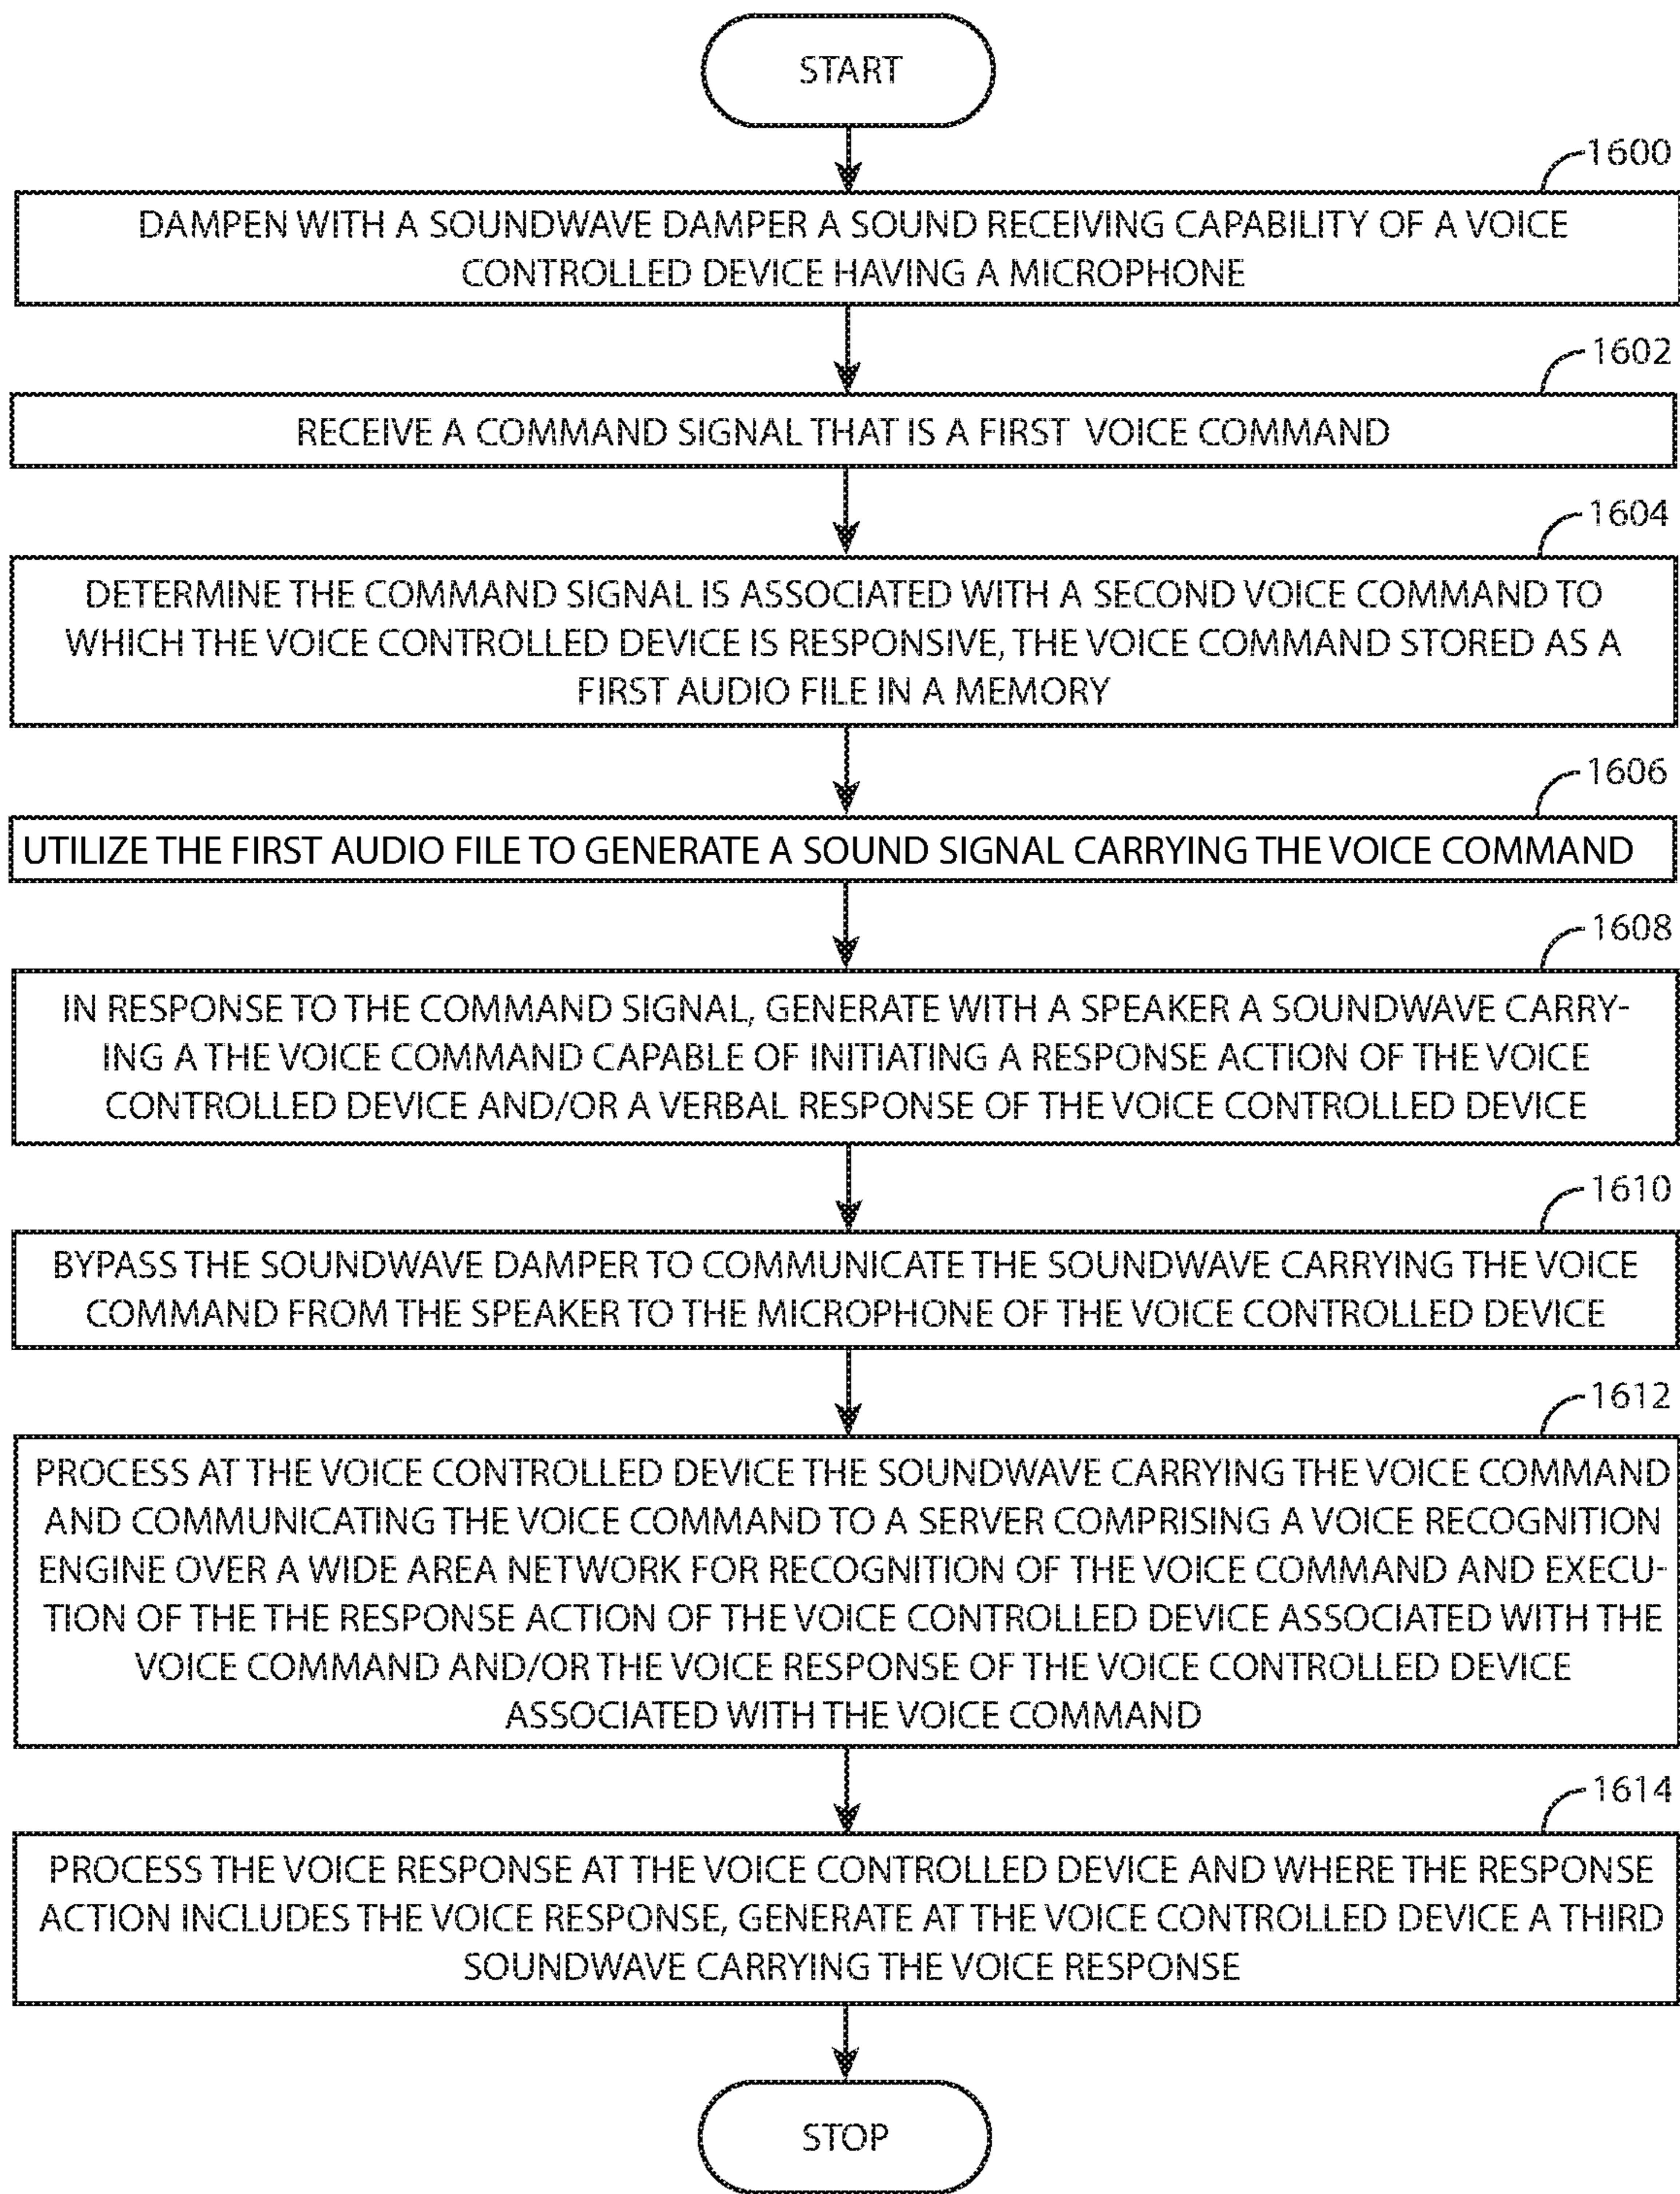 START
1600
DAMPEN WITH A SOUNDWAVE DAMPER A SOUND RECEIVING CAPABILITY OF A VOICE
CONTROLLED DEVICE HAVING A MICROPHONE
1602
RECEIVE A COMMAND SIGNAL THAT IS A FIRST VOICE COMMAND
1604
DETERMINE THE COMMAND SIGNAL IS ASSOCIATED WITH A SECOND VOICE COMMAND TO
WHICH THE VOICE CONTROLLED DEVICE IS RESPONSIVE, THE VOICE COMMAND STORED AS A
FIRST AUDIO FILE IN A MEMORY
1606
UTILIZE THE FIRST AUDIO FILE TO GENERATE A SOUND SIGNAL CARRYING THE VOICE COMMAND
1608
IN RESPONSE TO THE COMMAND SIGNAL, GENERATE WITH A SPEAKER A SOUNDWAVE CARRY-
ING A THE VOICE COMMAND CAPABLE OF INITIATING A RESPONSE ACTION OF THE VOICE
CONTROLLED DEVICE AND/OR A VERBAL RESPONSE OF THE VOICE CONTROLLED DEVICE
1610
BYPASS THE SOUNDWAVE DAMPER TO COMMUNICATE THE SOUNDWAVE CARRYING THE VOICE
COMMAND FROM THE SPEAKER TO THE MICROPHONE OF THE VOICE CONTROLLED DEVICE
1612
PROCESS AT THE VOICE CONTROLLED DEVICE THE SOUNDWAVE CARRYING THE VOICE COMMAND
AND COMMUNICATING THE VOICE COMMAND TO A SERVER COMPRISING A VOICE RECOGNITION
ENGINE OVER A WIDE AREA NETWORK FOR RECOGNITION OF THE VOICE COMMAND AND EXECU-
TION OF THE THE RESPONSE ACTION OF THE VOICE CONTROLLED DEVICE ASSOCIATED WITH THE
VOICE COMMAND AND/OR THE VOICE RESPONSE OF THE VOICE CONTROLLED DEVICE
ASSOCIATED WITH THE VOICE COMMAND
1614
PROCESS THE VOICE RESPONSE AT THE VOICE CONTROLLED DEVICE AND WHERE THE RESPONSE
ACTION INCLUDES THE VOICE RESPONSE, GENERATE AT THE VOICE CONTROLLED DEVICE A THIRD
SOUNDWAVE CARRYING THE VOICE RESPONSE
STOP